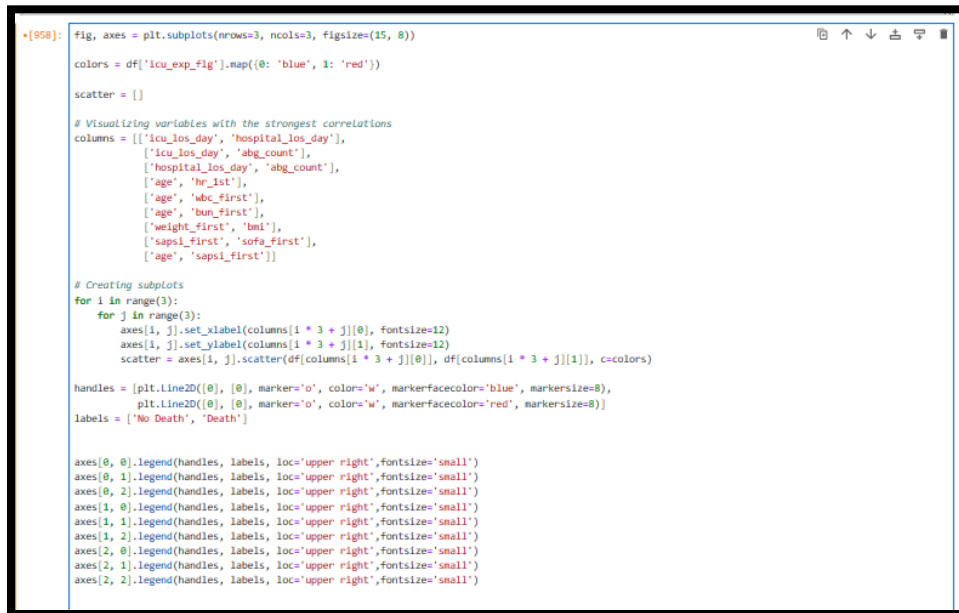 [958]: fig, axes = plt.subplots(nrows=3, ncols=3, figsize=(15, 8))
colors = df['icu_exp_flg'].map({0: 'blue', 1: 'red'})
scatter = []
# Visualizing variables with the strongest correlations
columns = [['icu_los_day', 'hospital_los_day'],
['icu_los_day', 'abg_count'],
['hospital_los_day', 'abg_count'],
['age', 'hr_1st'],
['age', 'wbc_first'],
['age', 'bun_first'],
['weight_first', 'bmi'],
['sapsi_first', 'sofa_first'],
['age', 'sapsi_first']]
# Creating subplots
for i in range(3):
for j in range(3):
axes[i, j].set_xlabel(columns[i * 3 + j][0], fontsize=12)
axes[i, j].set_ylabel(columns[i * 3 + j][1], fontsize=12)
scatter = axes[i, j].scatter(df[columns[i * 3 + j][0]], df[columns[i * 3 + j][1]], c=colors)
handles = [plt.Line2D([0], [0], marker='o', color='w', markerfacecolor='blue', markersize=8),
plt.Line2D([0], [0], marker='o', color='w', markerfacecolor='red', markersize=8)]
labels = ['No Death', 'Death']
axes[0, 0].legend(handles, labels, loc='upper right',fontsize='small')
axes[0, 1].legend(handles, labels, loc='upper right',fontsize='small')
axes[0, 2].legend(handles, labels, loc='upper right',fontsize='small')
axes[1, 0].legend(handles, labels, loc='upper right',fontsize='small')
axes[1, 1].legend(handles, labels, loc='upper right',fontsize='small')
axes[1, 2].legend(handles, labels, loc='upper right',fontsize='small')
axes[2, 0].legend(handles, labels, loc='upper right',fontsize='small')
axes[2, 1].legend(handles, labels, loc='upper right',fontsize='small')
axes[2, 2].legend(handles, labels, loc='upper right',fontsize='small')